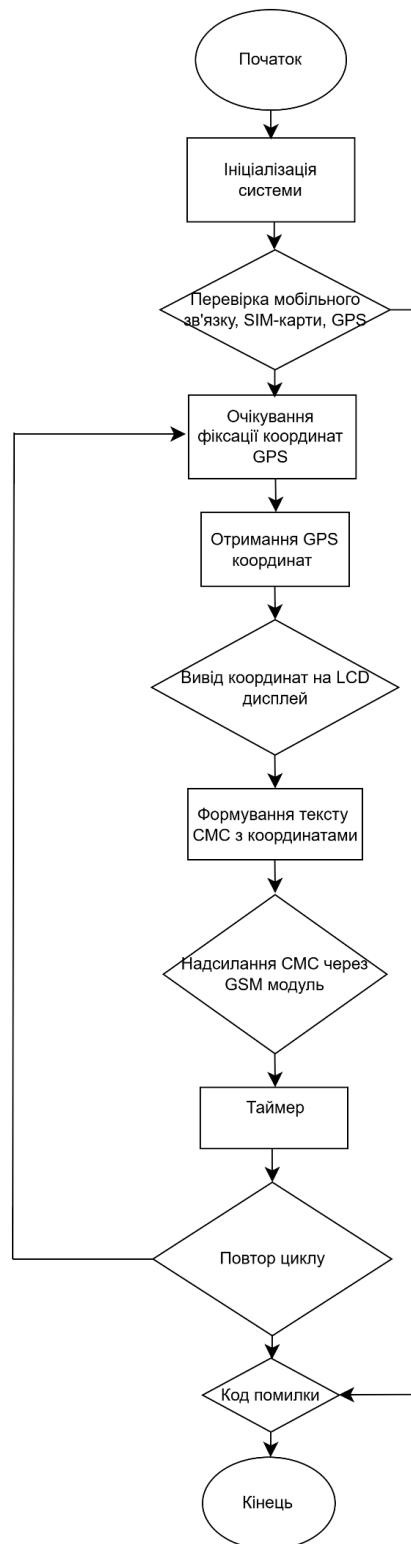 Початок
Ініціалізація
системи
Перевірка мобільного
зв'язку, SIM-карти, GPS
Очікування
фіксації координат
GPS
Отримання GPS
координат
Вивід координат на LCD
дисплей
Формування тексту
СМС з координатами
Надсилання СМС через
GSM модуль
Таймер
Повтор циклу
Код помилки
Кінець